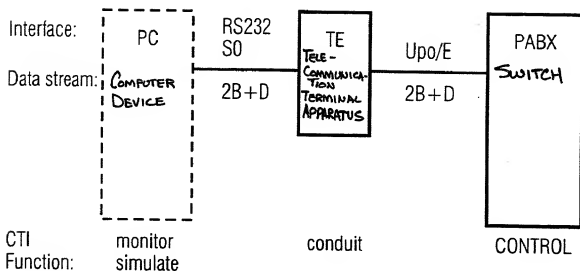 Interface:
PC
RS232
S0
TE
Upo/E
PABX
Data stream:
COMPUTER
DEVICE
2B+D
TELE-
COMMUNICA-
TION
TERMINAL
APPARATUS
2B+D
SWITCH
CTI
Function:
monitor
simulate
conduit
CONTROL